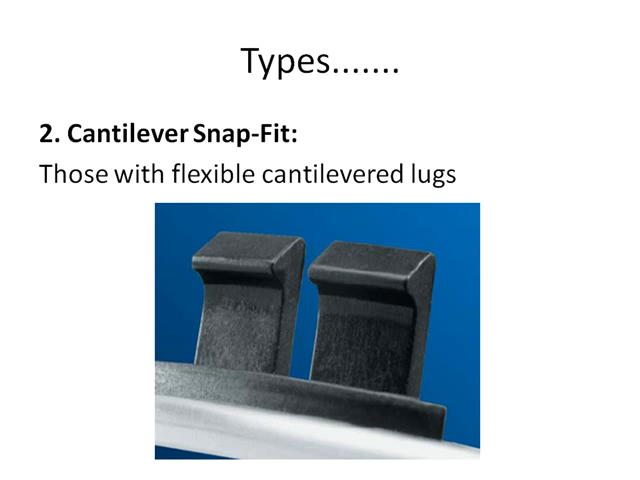 Types.......
2. Cantilever Snap-Fit:
Those with flexible cantilevered lugs